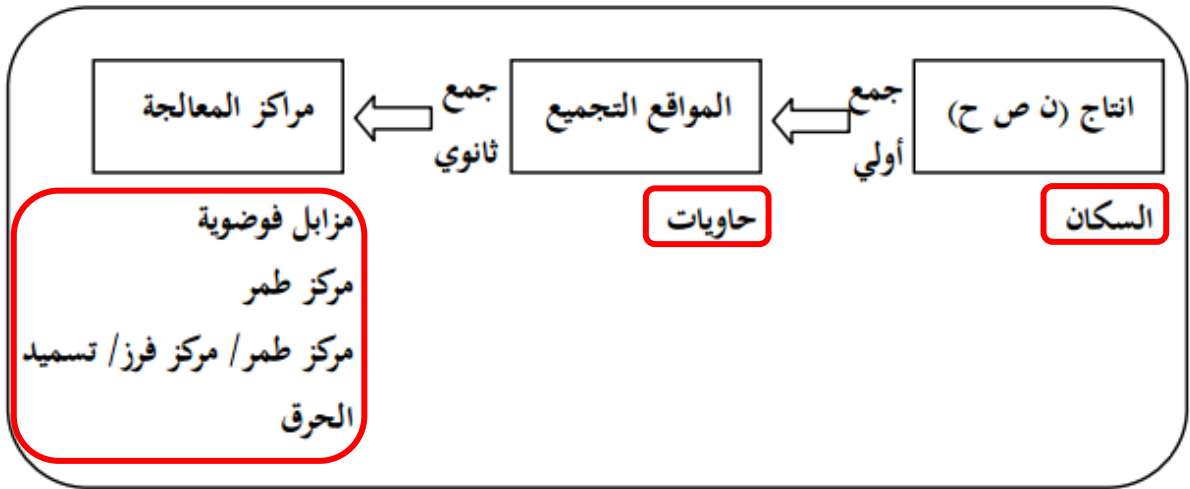 انتاج (ن ص ح)
جمع
أولي
المواقع التجميع
جمع
ثانوي
مراكز المعالجة
السكان
حاويات
مزابل فوضوية
مركز طمر
مركز طمر/ مركز فرز/ تسميد
الحرق